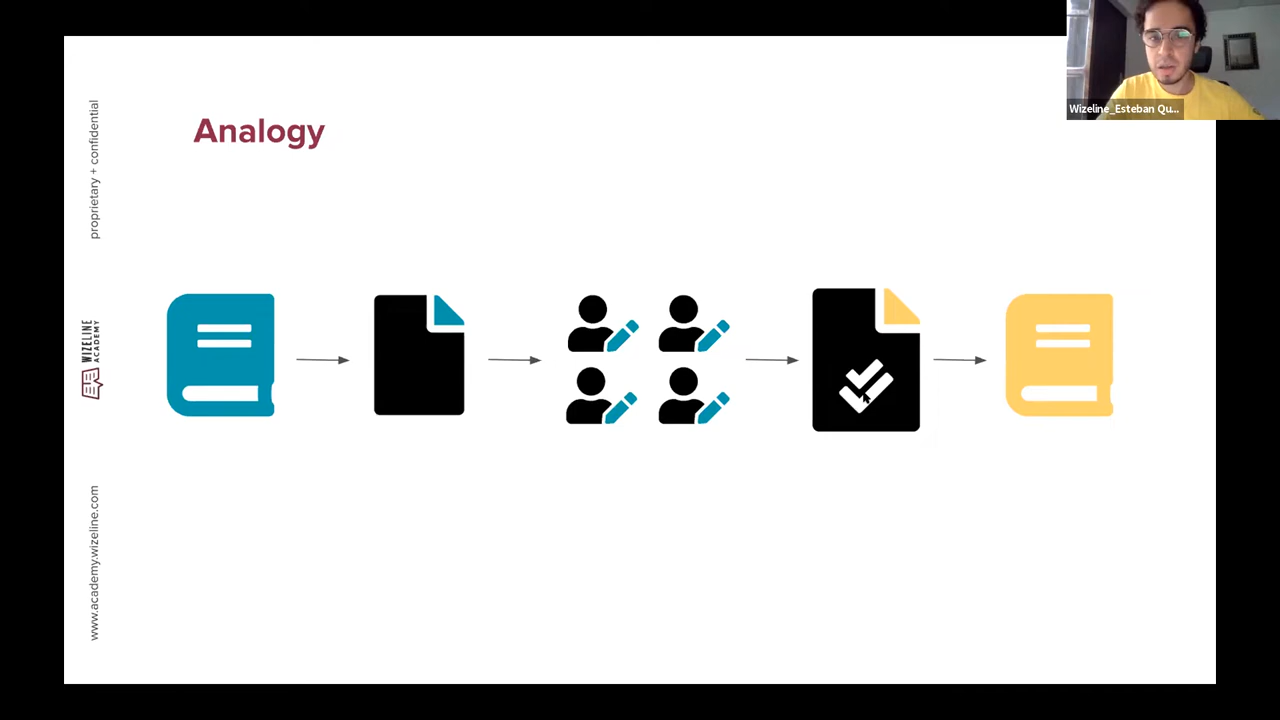 Analogy
proprietary + confidential
WIZELINE
ACADEMY
www.academy.wizeline.com
Wizeline_Esteban Qu...